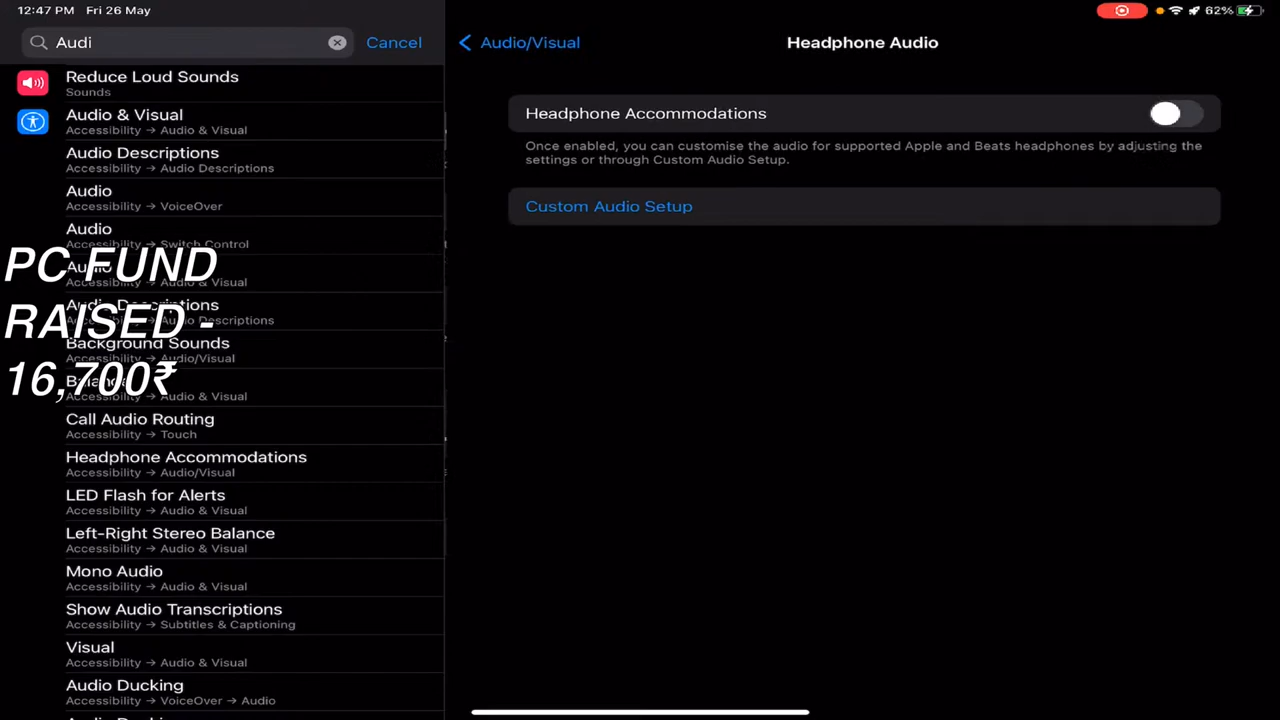 12:47 PM Fri 26 May
62%
Audi
Cancel
Reduce Loud Sounds
Sounds
Audio & Visual
Accessibility → Audio & Visual
Audio Descriptions
Accessibility → Audio Descriptions
Audio
Accessibility → VoiceOver
Audio
Accessibility → Switch Control
Audio
Accessibility → Audio & Visual
Audio Descriptions
Accessibility → Audio Descriptions
Background Sounds
Accessibility → Audio/Visual
Balance
Accessibility → Audio & Visual
Call Audio Routing
Accessibility → Touch
Headphone Accommodations
Accessibility → Audio/Visual
LED Flash for Alerts
Accessibility → Audio & Visual
Left-Right Stereo Balance
Accessibility → Audio & Visual
Mono Audio
Accessibility → Audio & Visual
Show Audio Transcriptions
Accessibility → Subtitles & Captioning
Visual
Accessibility → Audio & Visual
Audio Ducking
Accessibility → VoiceOver → Audio
PC FUND
RAISED -
16,700₹
Audio/Visual
Headphone Audio
Headphone Accommodations
Once enabled, you can customise the audio for supported Apple and Beats headphones by adjusting the
settings or through Custom Audio Setup.
Custom Audio Setup